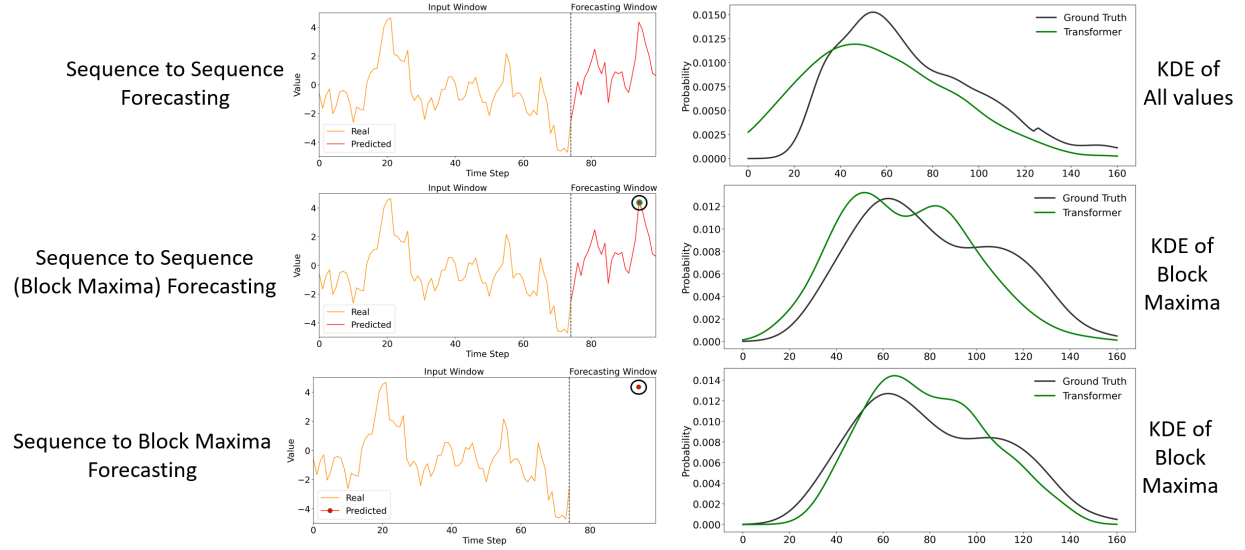 Sequence to Sequence
Forecasting
Input Window
Forecasting Window
Value
4
2
0
−2
−4
Real
Predicted
0
20
40
60
80
Time Step
Probability
0.0150
0.0125
0.0100
0.0075
0.0050
0.0025
0.0000
Ground Truth
Transformer
0
20
40
60
80
100
120
140
160
KDE of
All values
Sequence to Sequence
(Block Maxima) Forecasting
Input Window
Forecasting Window
Value
4
2
0
−2
−4
Real
Predicted
0
20
40
60
80
Time Step
Probability
0.012
0.010
0.008
0.006
0.004
0.002
0.000
Ground Truth
Transformer
0
20
40
60
80
100
120
140
160
KDE of
Block
Maxima
Sequence to Block Maxima
Forecasting
Input Window
Forecasting Window
Value
4
2
0
−2
−4
Real
Predicted
0
20
40
60
80
Time Step
Probability
0.014
0.012
0.010
0.008
0.006
0.004
0.002
0.000
Ground Truth
Transformer
0
20
40
60
80
100
120
140
160
KDE of
Block
Maxima